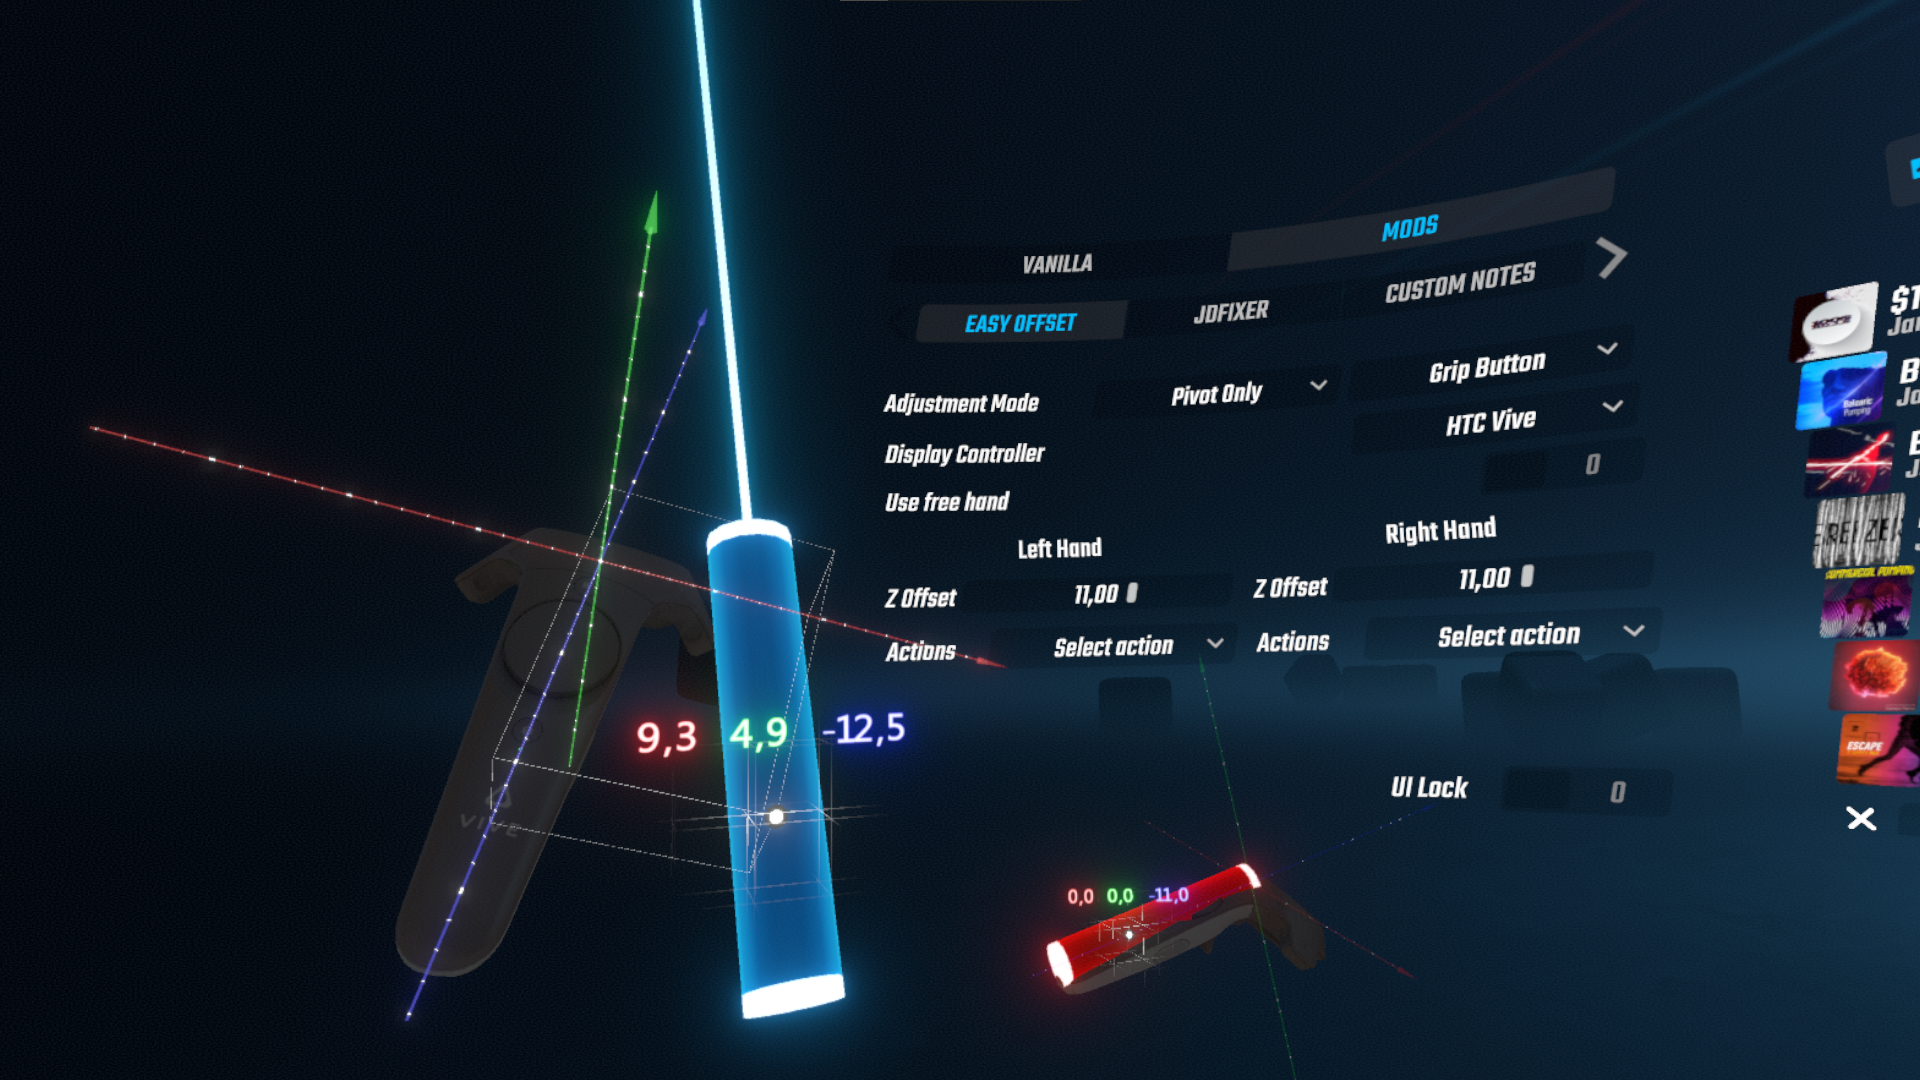 VANILLA MODS
EASY OFFSET JDFIXER CUSTOM NOTES
Adjustment Mode Pivot Only Grip Button
Display Controller HTC Vive
Use free hand 0
Left Hand Right Hand
Z Offset 11,00 Z Offset 11,00
Actions Select action Actions Select action
9,3 4,9 -12,5
UI Lock 0
VIVE
0,0 0,0 -11,0
Balearic
Pumping
ESCAPE